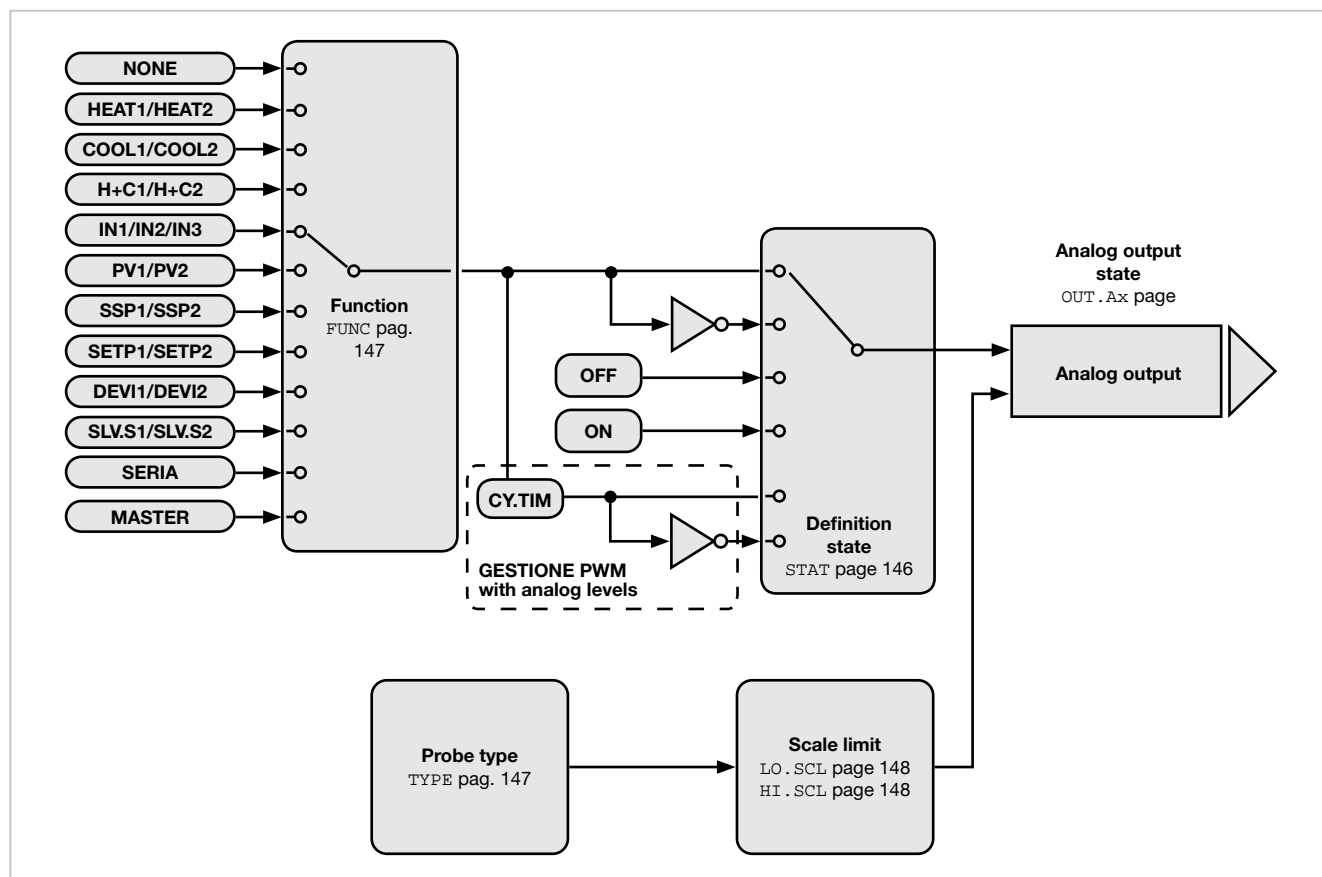 NONE
HEAT1/HEAT2
COOL1/COOL2
H+C1/H+C2
IN1/IN2/IN3
PV1/PV2
SSP1/SSP2
SETP1/SETP2
DEVI1/DEVI2
SLV.S1/SLV.S2
SERIA
MASTER
Function
FUNC pag.
147
OFF
ON
CY.TIM
GESTIONE PWM
with analog levels
Definition
state
STAT page 146
Analog output
state
OUT.Ax page
Analog output
Probe type
TYPE pag. 147
Scale limit
LO.SCL page 148
HI.SCL page 148